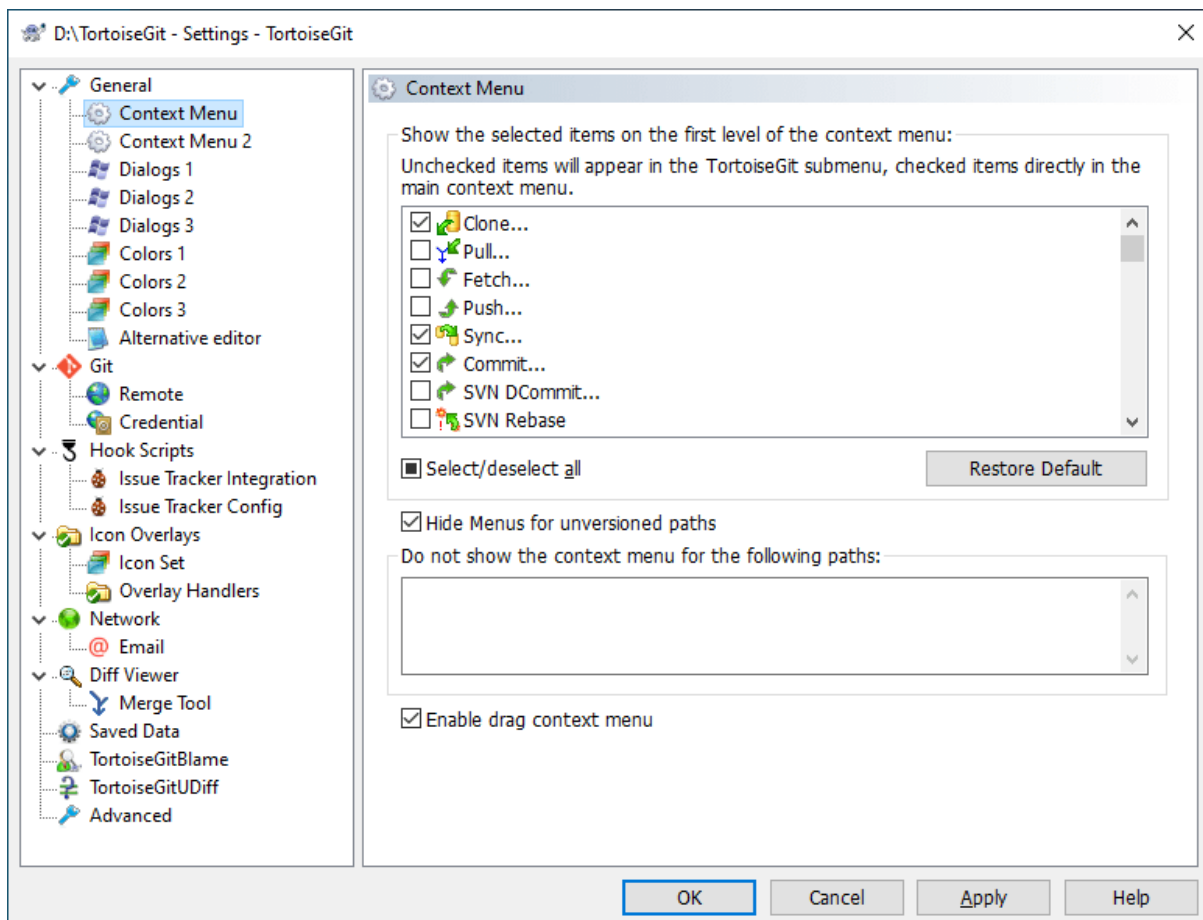 D:\TortoiseGit - Settings - TortoiseGit
General
Context Menu
Context Menu 2
Dialogs 1
Dialogs 2
Dialogs 3
Colors 1
Colors 2
Colors 3
Alternative editor
Git
Remote
Credential
Hook Scripts
Issue Tracker Integration
Issue Tracker Config
Icon Overlays
Icon Set
Overlay Handlers
Network
Email
Diff Viewer
Merge Tool
Saved Data
TortoiseGitBlame
TortoiseGitUDiff
Advanced
Context Menu
Show the selected items on the first level of the context menu:
Unchecked items will appear in the TortoiseGit submenu, checked items directly in the
main context menu.
Clone...
Pull...
Fetch...
Push...
Sync...
Commit...
SVN DCommit...
SVN Rebase
Select/deselect all
Restore Default
Hide Menus for unversioned paths
Do not show the context menu for the following paths:
Enable drag context menu
OK
Cancel
Apply
Help